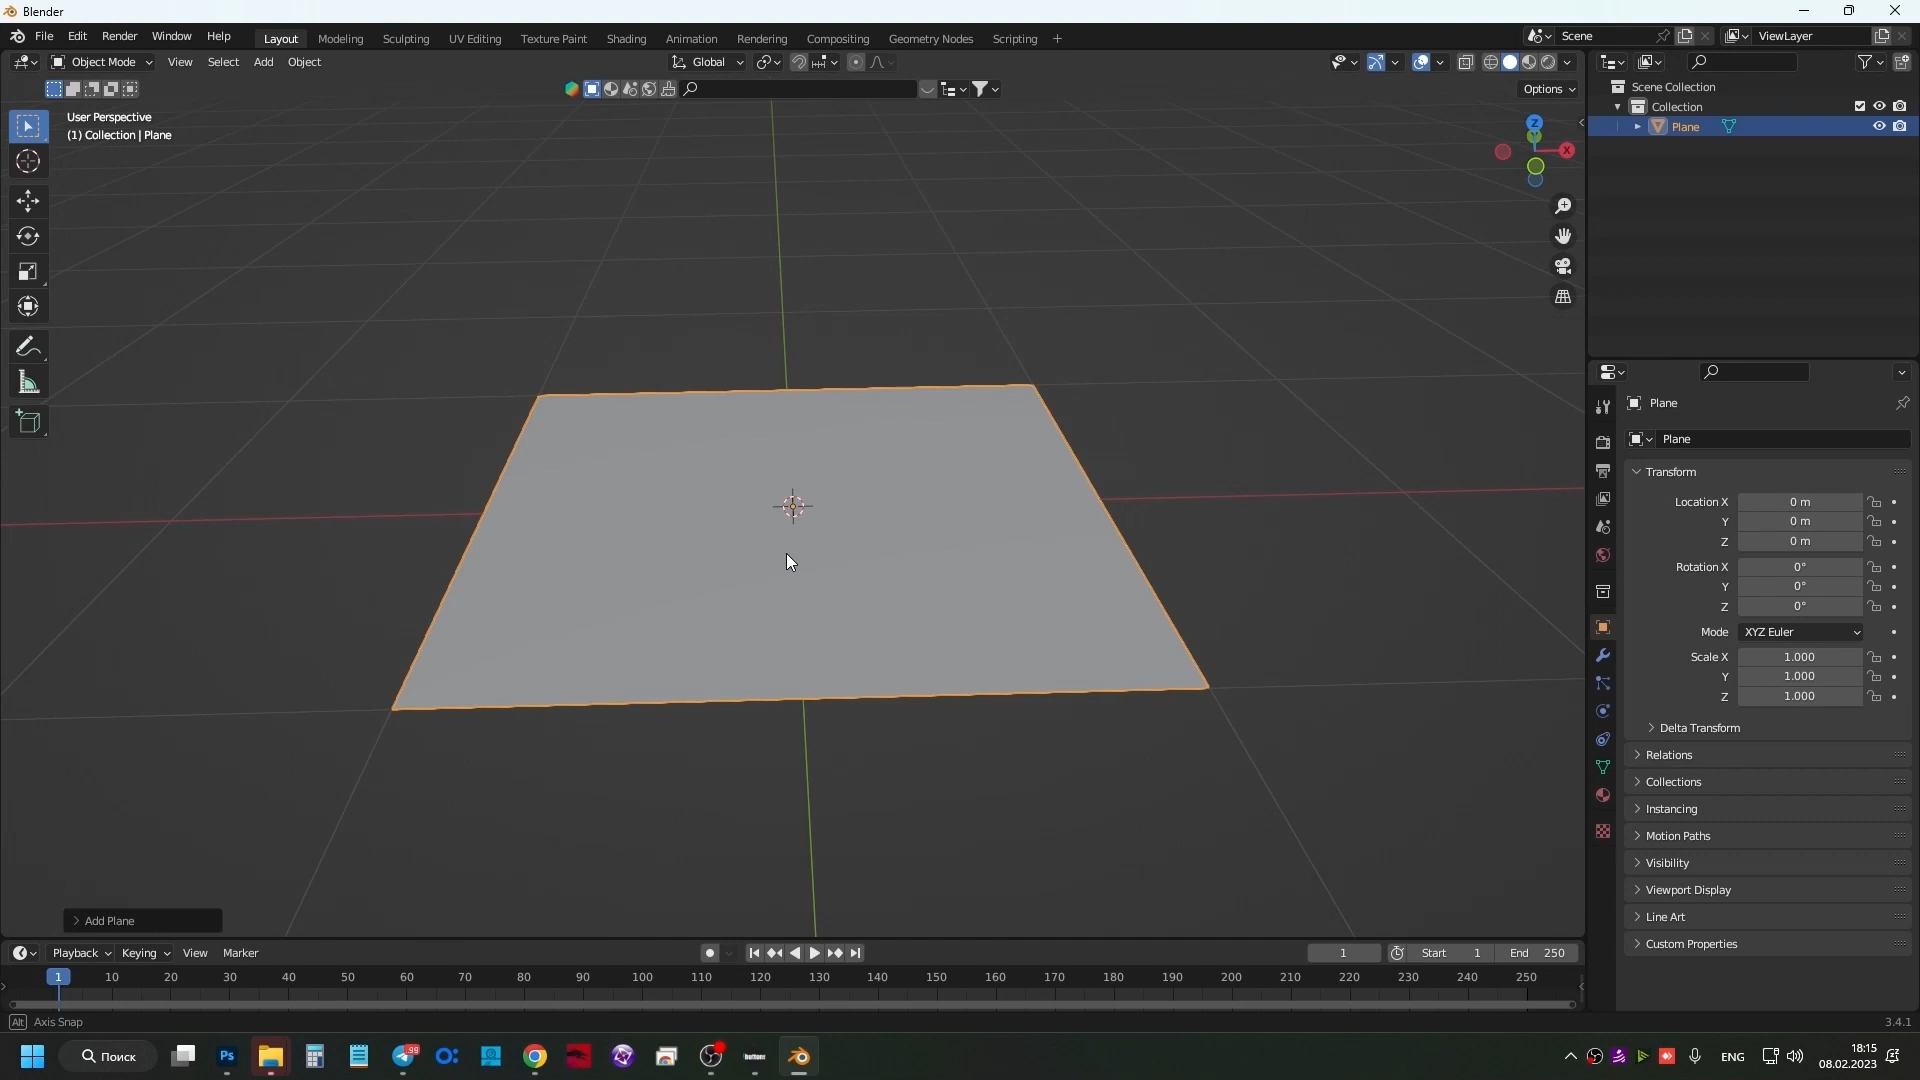 Blender
File Edit Render Window Help
Layout Modeling Sculpting UV Editing Texture Paint Shading Animation Rendering Compositing Geometry Nodes Scripting +
Scene
ViewLayer
Object Mode View Select Add Object
Global
Options
User Perspective
(1) Collection | Plane
Z
X
Scene Collection
Collection
Plane
Plane
Plane
Transform
Location X 0 m
Y 0 m
Z 0 m
Rotation X 0°
Y 0°
Z 0°
Mode XYZ Euler
Scale X 1.000
Y 1.000
Z 1.000
Delta Transform
Relations
Collections
Instancing
Motion Paths
Visibility
Viewport Display
Line Art
Custom Properties
Add Plane
Playback Keying View Marker
1 Start 1 End 250
1 10 20 30 40 50 60 70 80 90 100 110 120 130 140 150 160 170 180 190 200 210 220 230 240 250
Alt Axis Snap
3.4.1
Поиск
Ps
99
ENG
18:15
08.02.2023